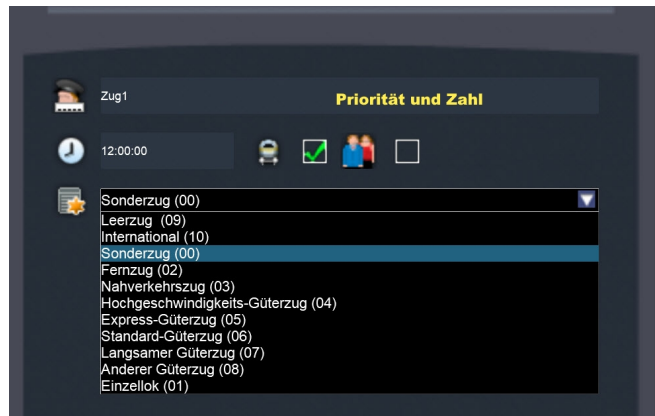 Zug1
Priorität und Zahl
12:00:00
Sonderzug (00)
Leerzug (09)
International (10)
Sonderzug (00)
Fernzug (02)
Nahverkehrszug (03)
Hochgeschwindigkeits-Güterzug (04)
Express-Güterzug (05)
Standard-Güterzug (06)
Langsamer Güterzug (07)
Anderer Güterzug (08)
Einzellok (01)